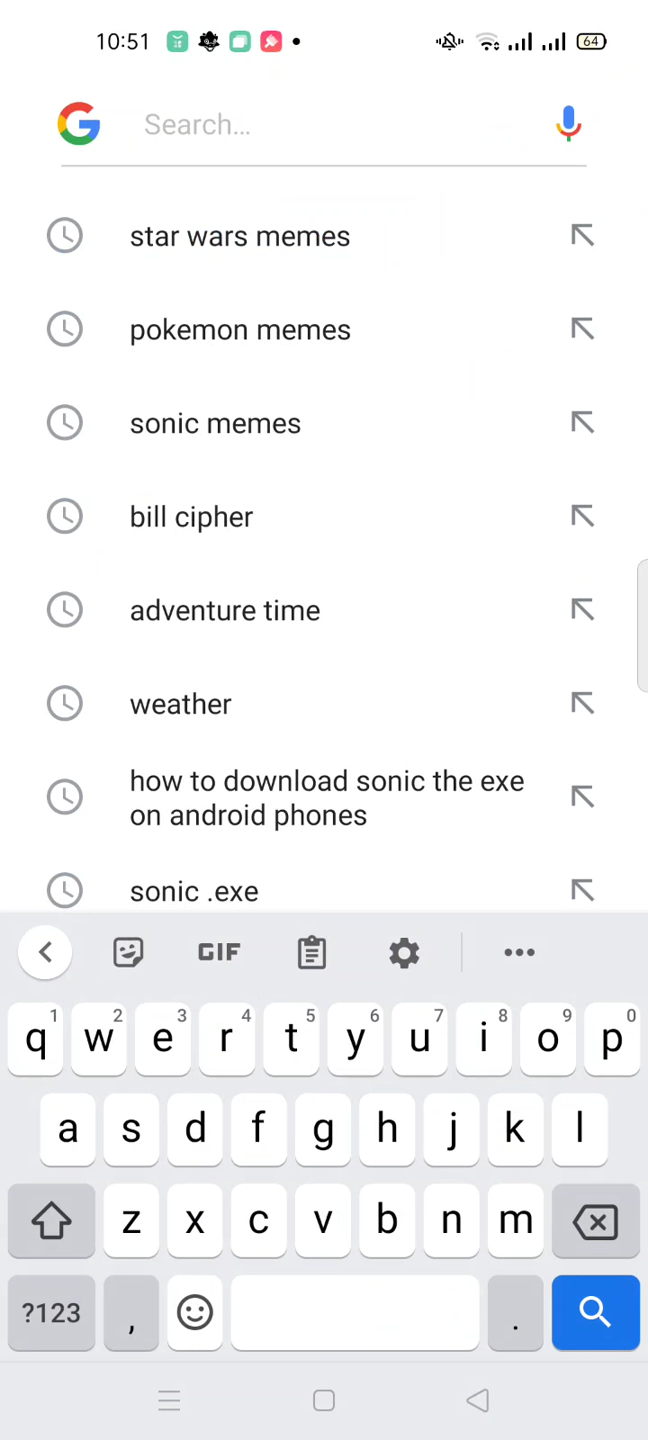 10:51
64
Search...
star wars memes
pokemon memes
sonic memes
bill cipher
adventure time
weather
how to download sonic the exe
on android phones
sonic .exe
GIF
1 2 3 4 5 6 7 8 9 0
q w e r t y u i o p
a s d f g h j k l
z x c v b n m
?123 , .